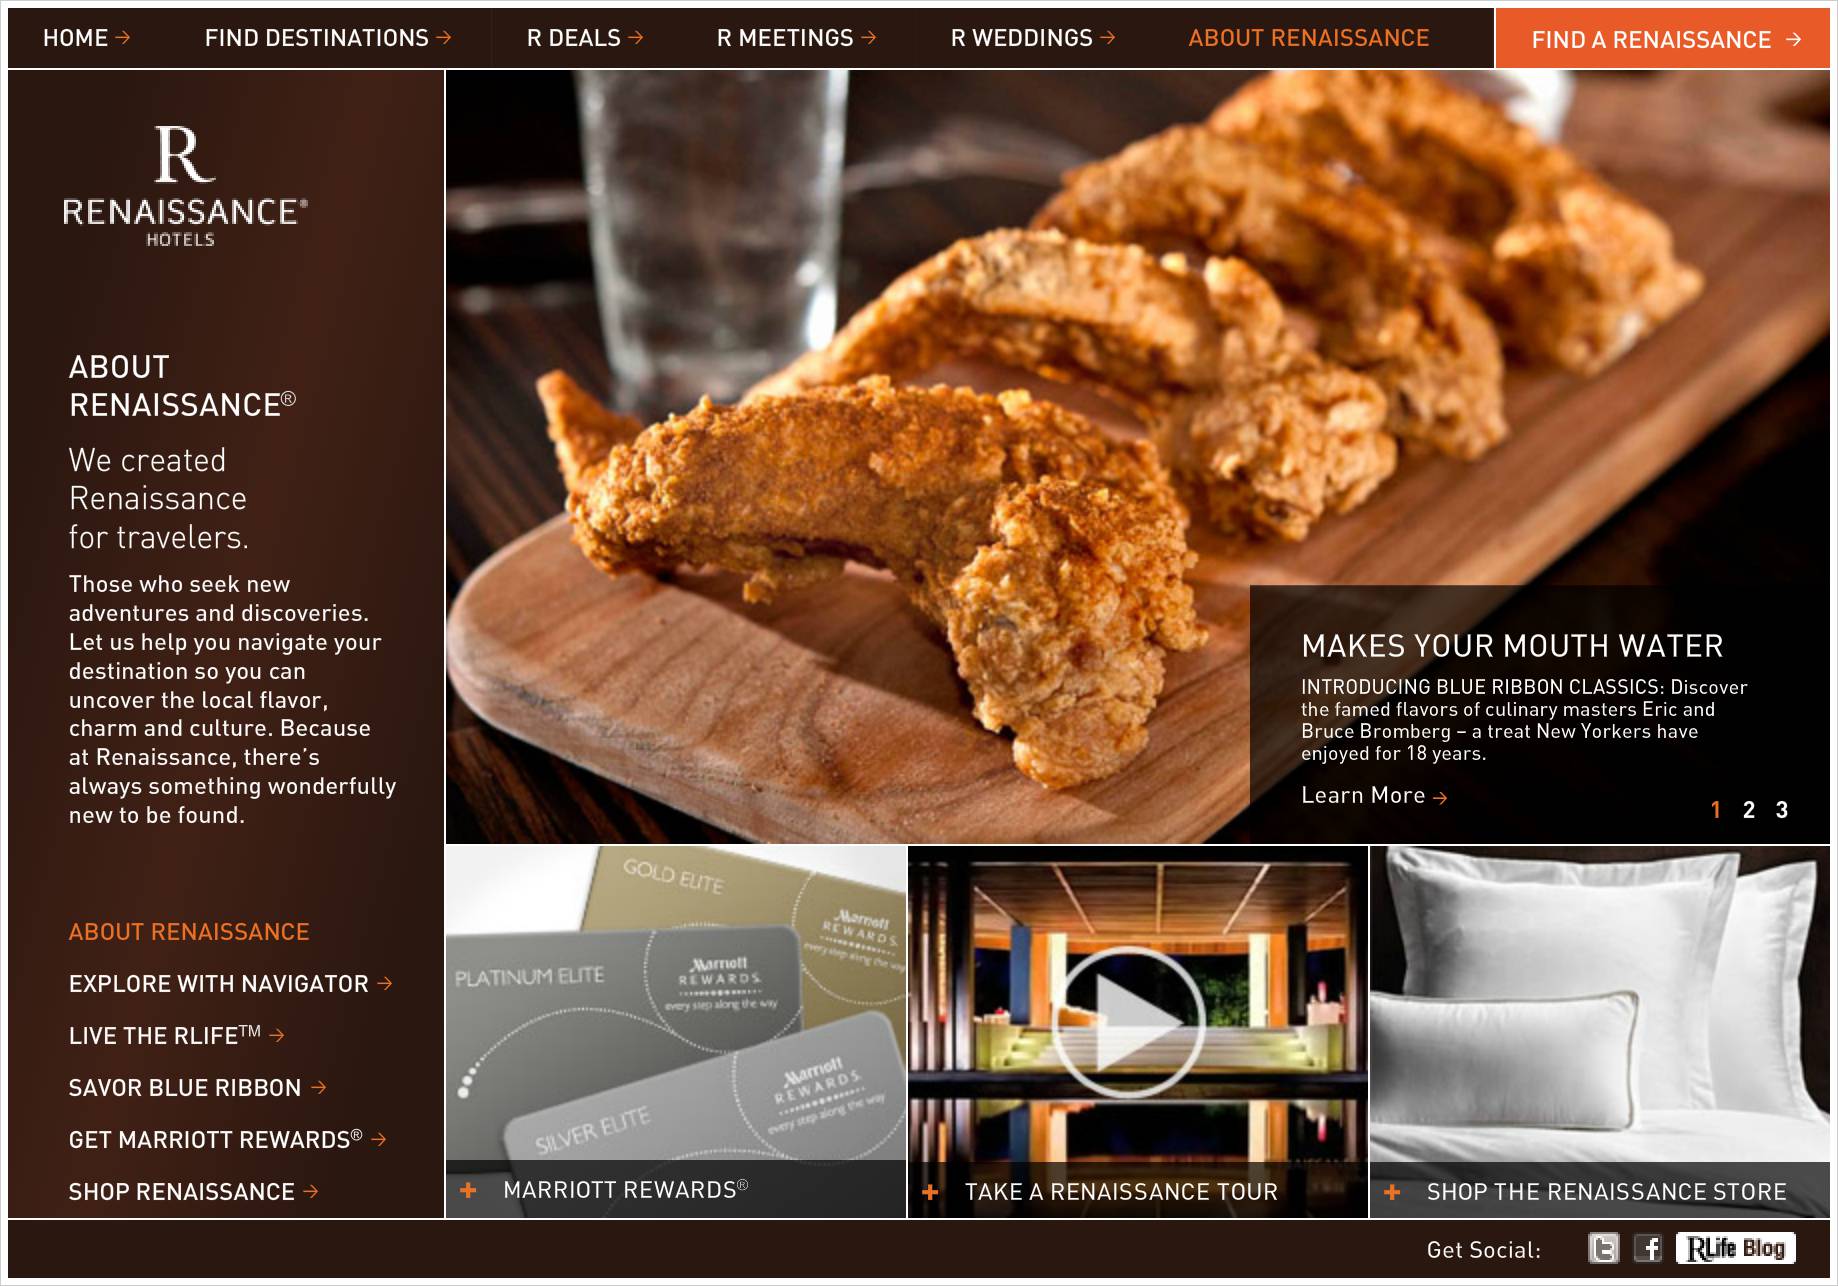 HOME →
FIND DESTINATIONS →
R DEALS →
R MEETINGS →
R WEDDINGS →
ABOUT RENAISSANCE
FIND A RENAISSANCE →
R
RENAISSANCE®
HOTELS
ABOUT
RENAISSANCE®
We created
Renaissance
for travelers.
Those who seek new
adventures and discoveries.
Let us help you navigate your
destination so you can
uncover the local flavor,
charm and culture. Because
at Renaissance, there's
always something wonderfully
new to be found.
ABOUT RENAISSANCE
EXPLORE WITH NAVIGATOR →
LIVE THE RLIFE™ →
SAVOR BLUE RIBBON →
GET MARRIOTT REWARDS® →
SHOP RENAISSANCE →
MAKES YOUR MOUTH WATER
INTRODUCING BLUE RIBBON CLASSICS: Discover
the famed flavors of culinary masters Eric and
Bruce Bromberg – a treat New Yorkers have
enjoyed for 18 years.
Learn More →
1 2 3
GOLD ELITE
Marriott
REWARDS.
every step along the way
PLATINUM ELITE
Marriott
REWARDS.
every step along the way
SILVER ELITE
Marriott
REWARDS.
every step along the way
+ MARRIOTT REWARDS®
+ TAKE A RENAISSANCE TOUR
+ SHOP THE RENAISSANCE STORE
Get Social:
t
f
RLife Blog